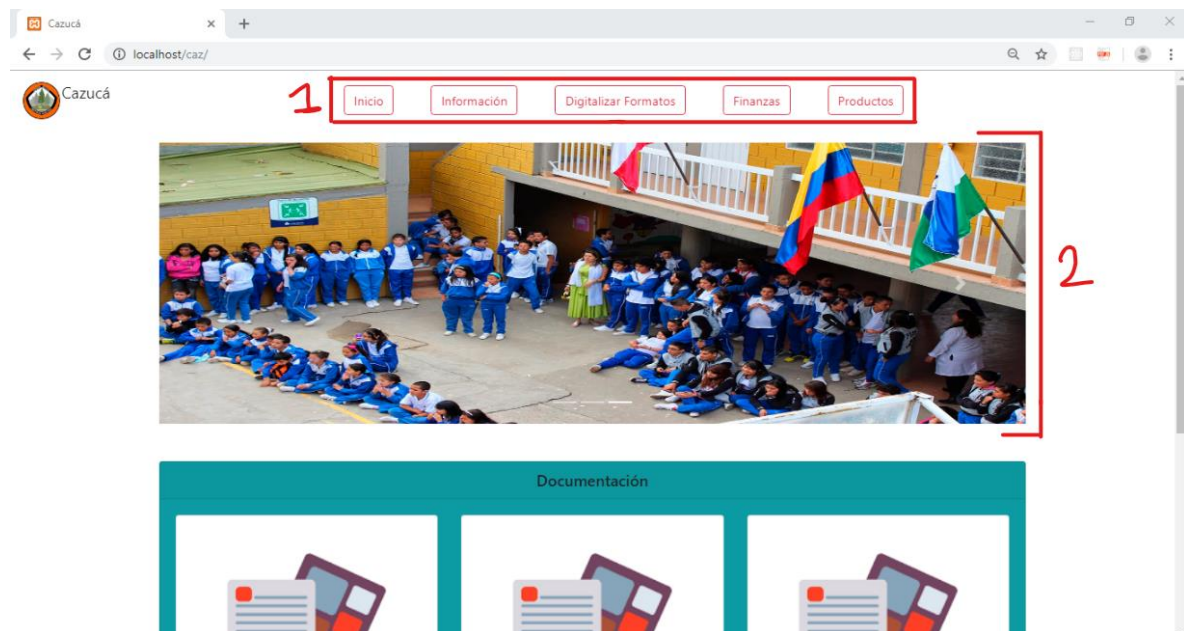 Cazucá
localhost/caz/
Cazucá
1
Inicio Información Digitalizar Formatos Finanzas Productos
2
Documentación